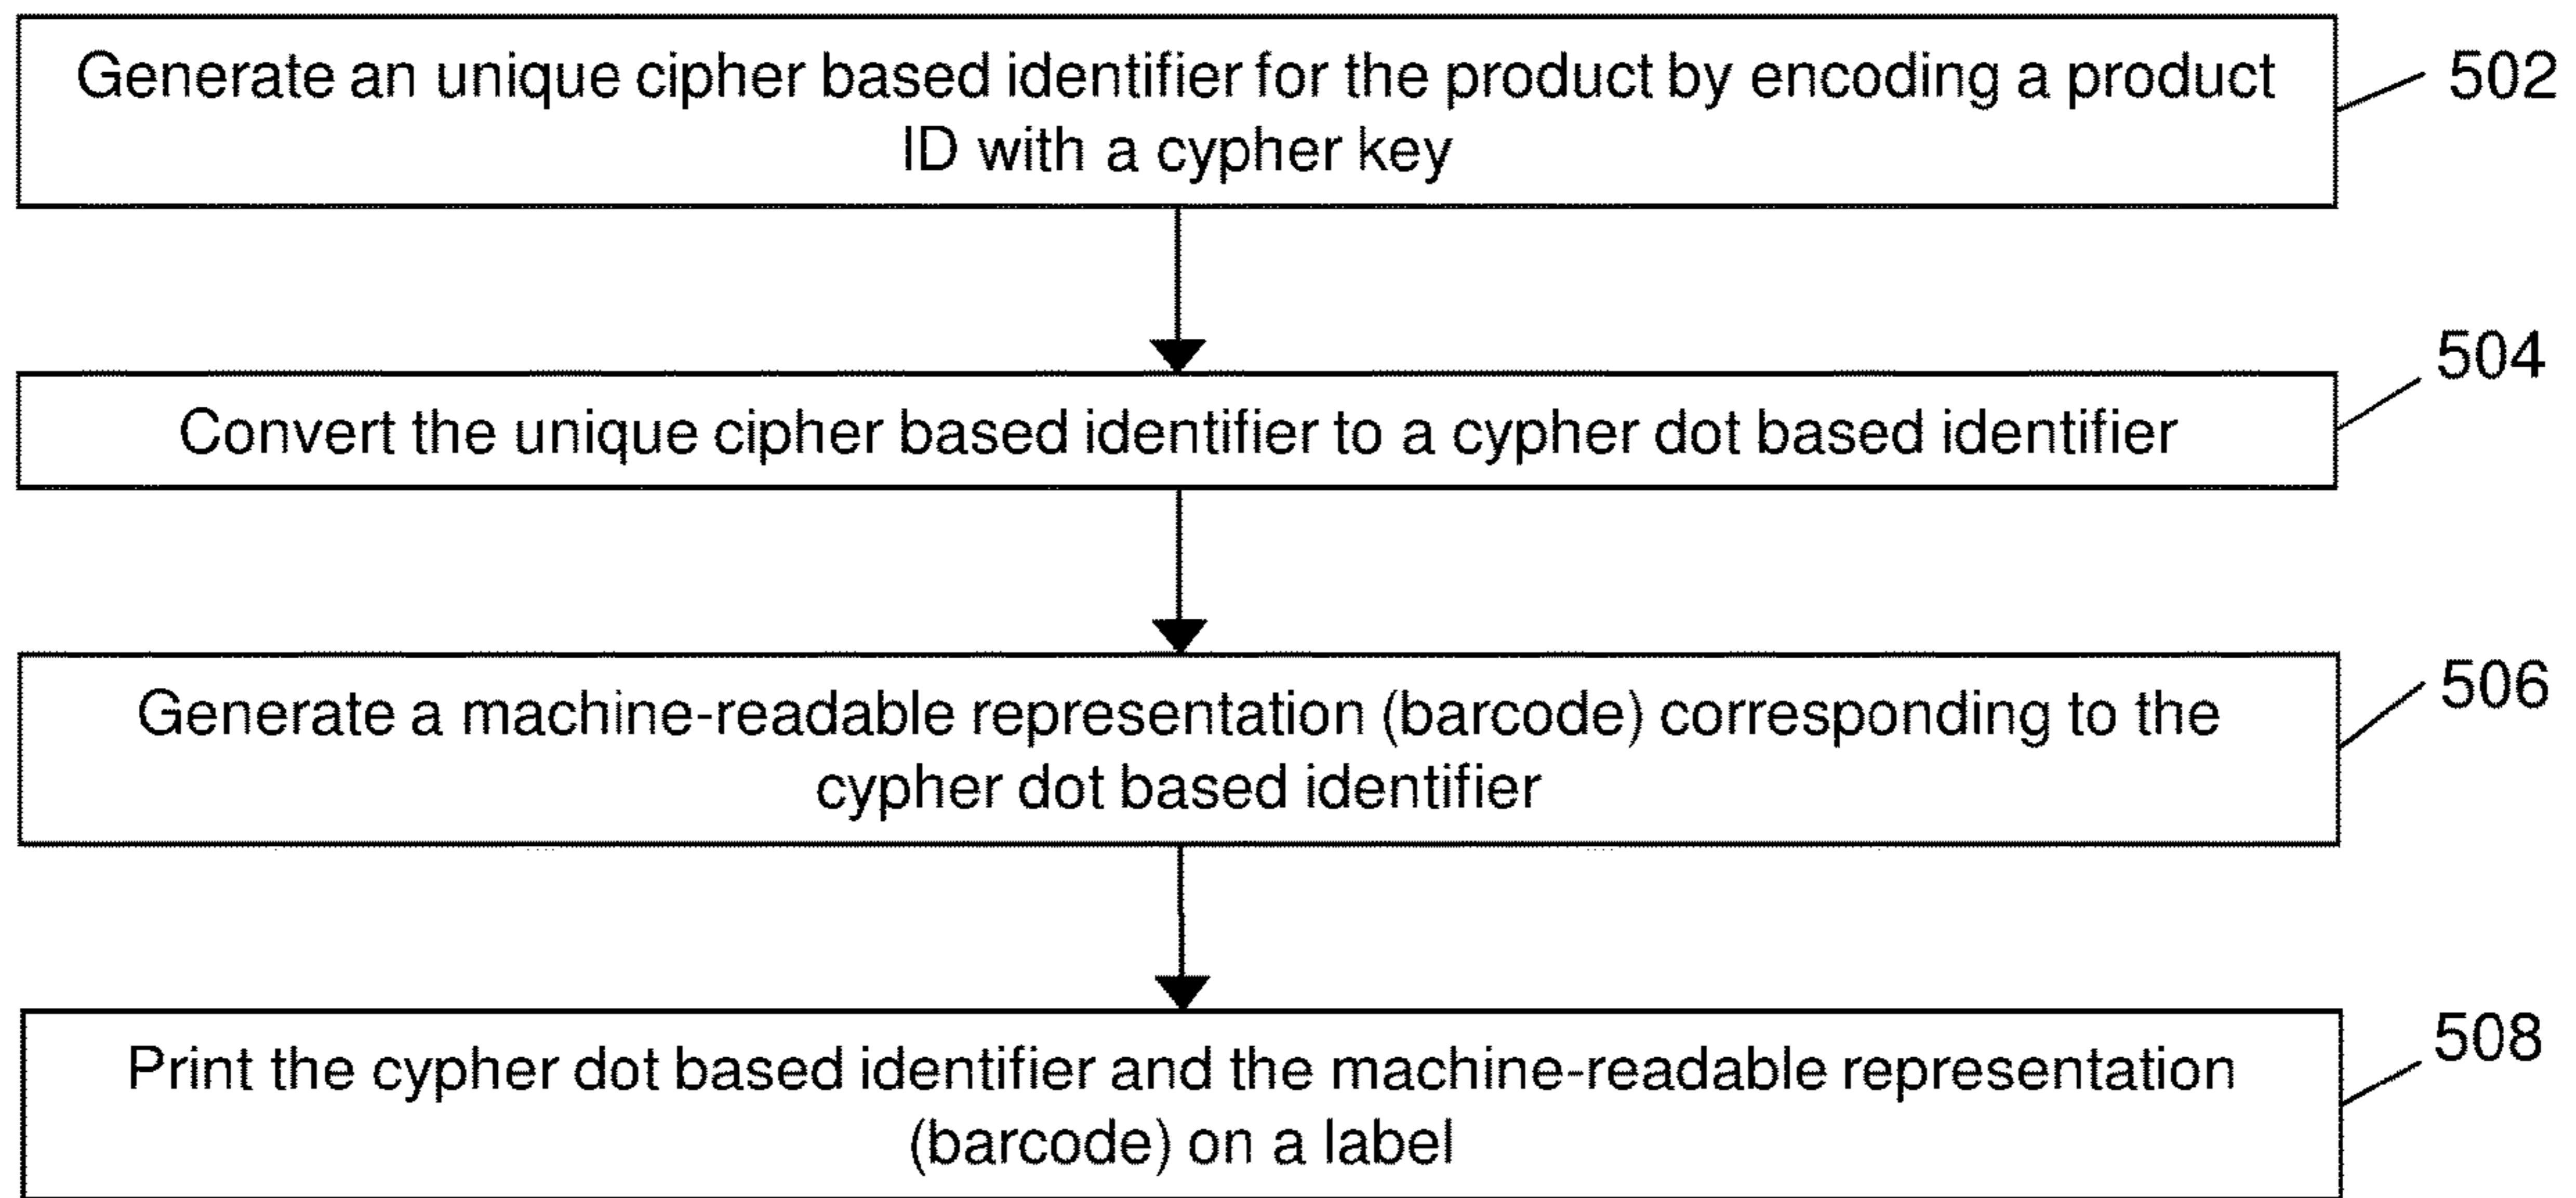 Generate an unique cipher based identifier for the product by encoding a product
ID with a cypher key
502
Convert the unique cipher based identifier to a cypher dot based identifier
504
Generate a machine-readable representation (barcode) corresponding to the
cypher dot based identifier
506
Print the cypher dot based identifier and the machine-readable representation
(barcode) on a label
508